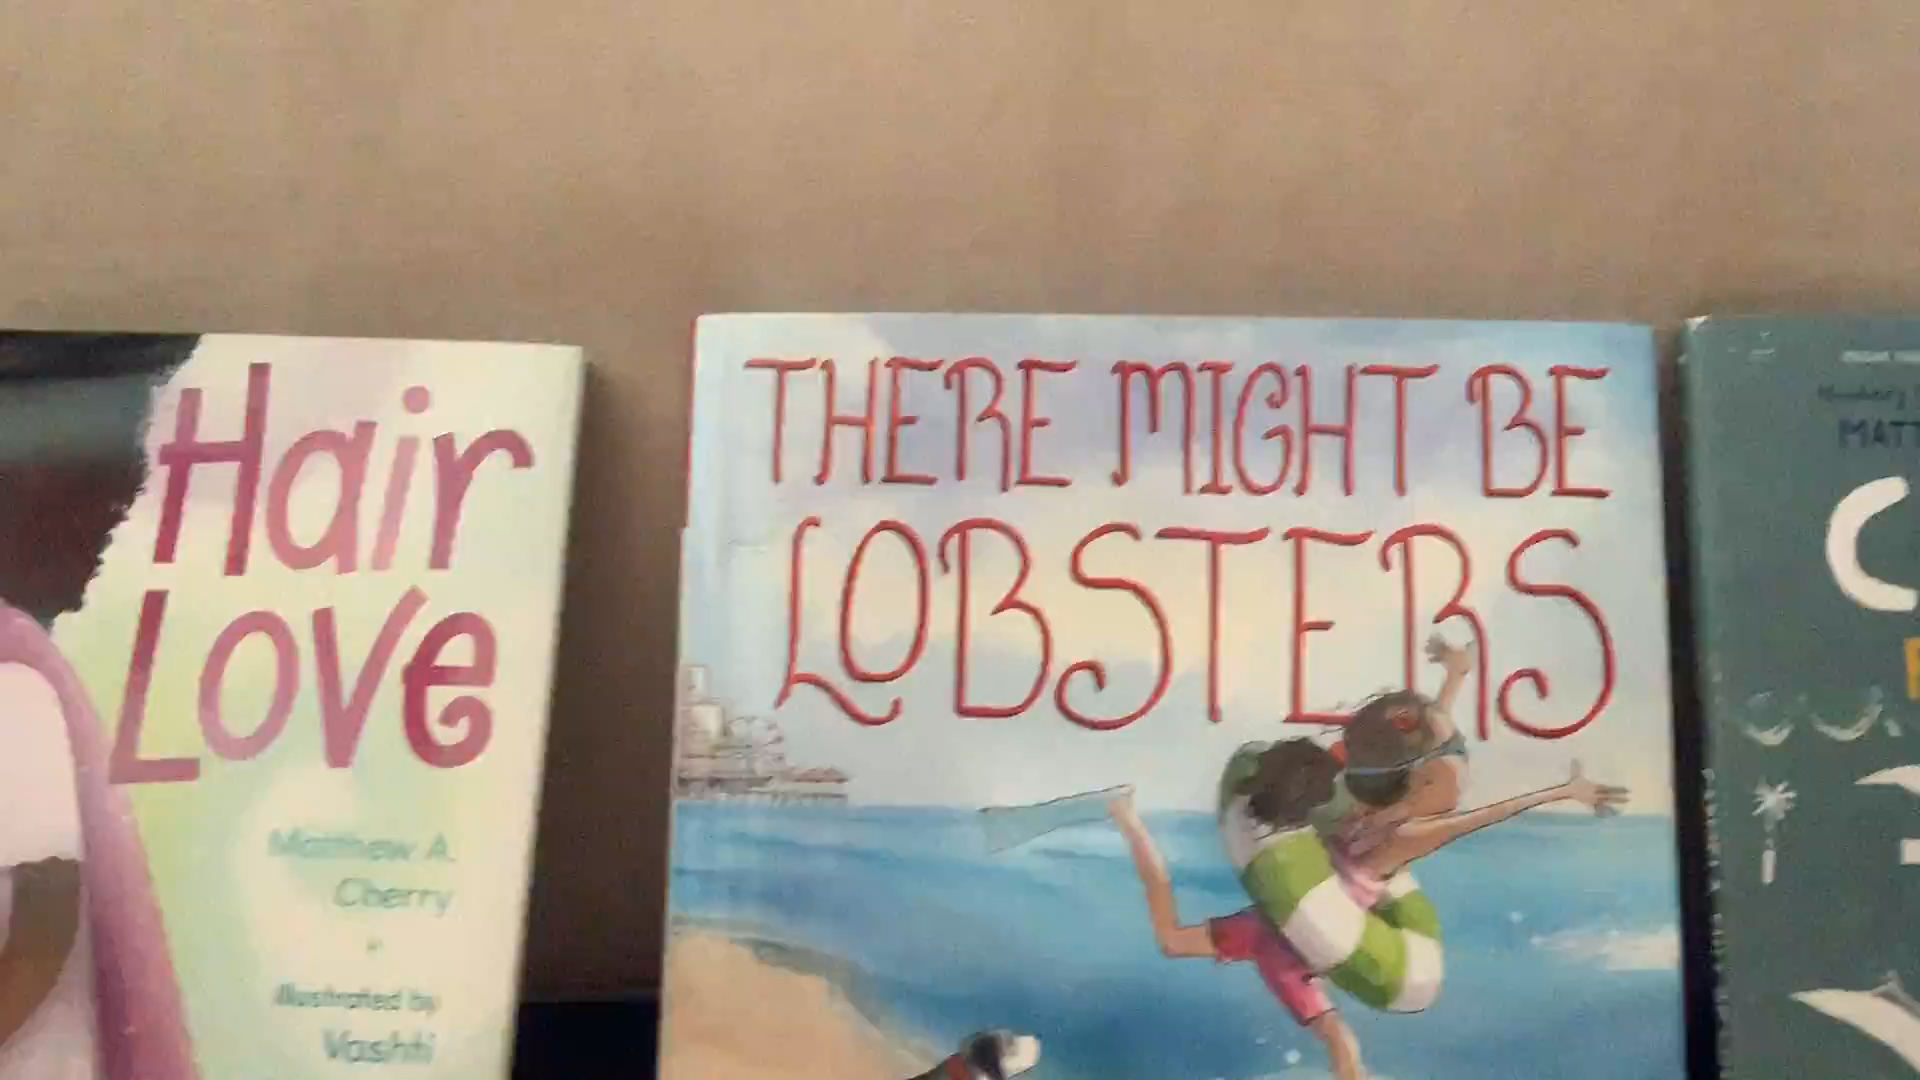 Hair
Love
Matthew A.
Cherry
Illustrated by
Vashti
THERE MIGHT BE
LOBSTERS
MATT
C